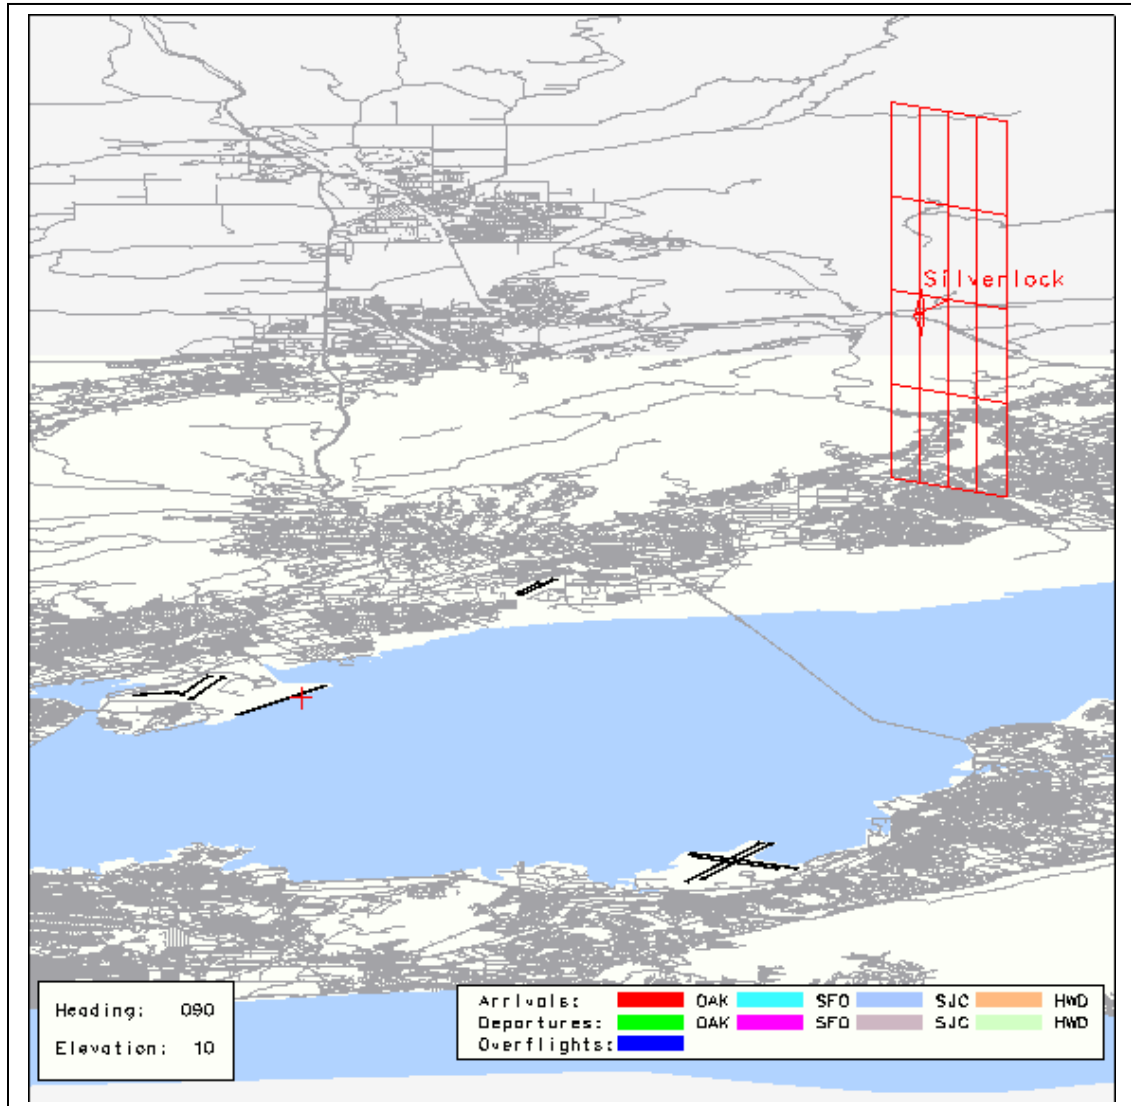 Silverlock
Heading: 090
Elevation: 10
Arrivals: OAK SFO SJC HWD
Departures: OAK SFO SJC HWD
Overflights: